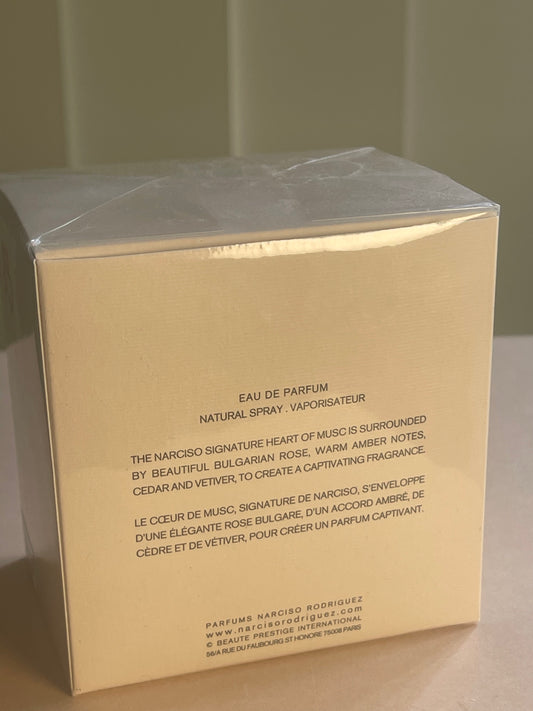 EAU DE PARFUM
NATURAL SPRAY . VAPORISATEUR
THE NARCISO SIGNATURE HEART OF MUSC IS SURROUNDED
BY BEAUTIFUL BULGARIAN ROSE, WARM AMBER NOTES,
CEDAR AND VETIVER, TO CREATE A CAPTIVATING FRAGRANCE.
LE CŒUR DE MUSC, SIGNATURE DE NARCISO, S'ENVELOPPE
D'UNE ÉLÉGANTE ROSE BULGARE, D'UN ACCORD AMBRÉ, DE
CÈDRE ET DE VÉTIVER, POUR CRÉER UN PARFUM CAPTIVANT.
PARFUMS NARCISO RODRIGUEZ
www.narcisorodriguez.com
© BEAUTE PRESTIGE INTERNATIONAL
56/A RUE DU FAUBOURG ST HONORE 75008 PARIS